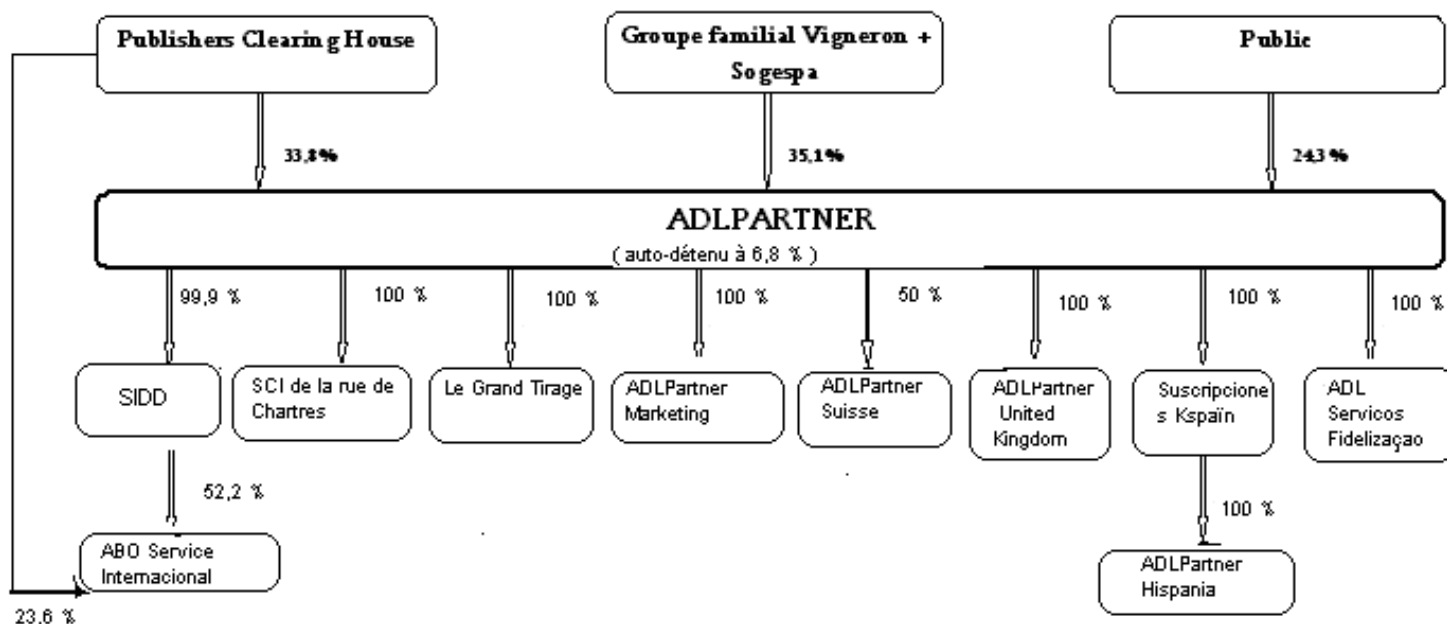 Publishers Clearing House
Groupe familial Vigneron +
Sogespa
Public
33,8%
35,1%
24,3%
ADLPARTNER
( auto-détenu à 6,8 % )
99,9 %
100 %
100 %
100 %
50 %
100 %
100 %
100 %
SIDD
SCI de la rue de
Chartres
Le Grand Tirage
ADLPartner
Marketing
ADLPartner
Suisse
ADLPartner
United
Kingdom
Suscripcione
s Kspaïn
ADL
Servicos
Fidelizaçao
52,2 %
100 %
ABO Service
Internacional
ADLPartner
Hispania
23,6 %